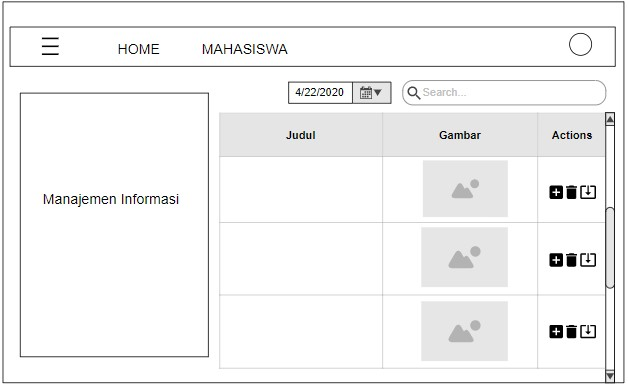 HOME MAHASISWA
4/22/2020 Search...
Manajemen Informasi
Judul Gambar Actions